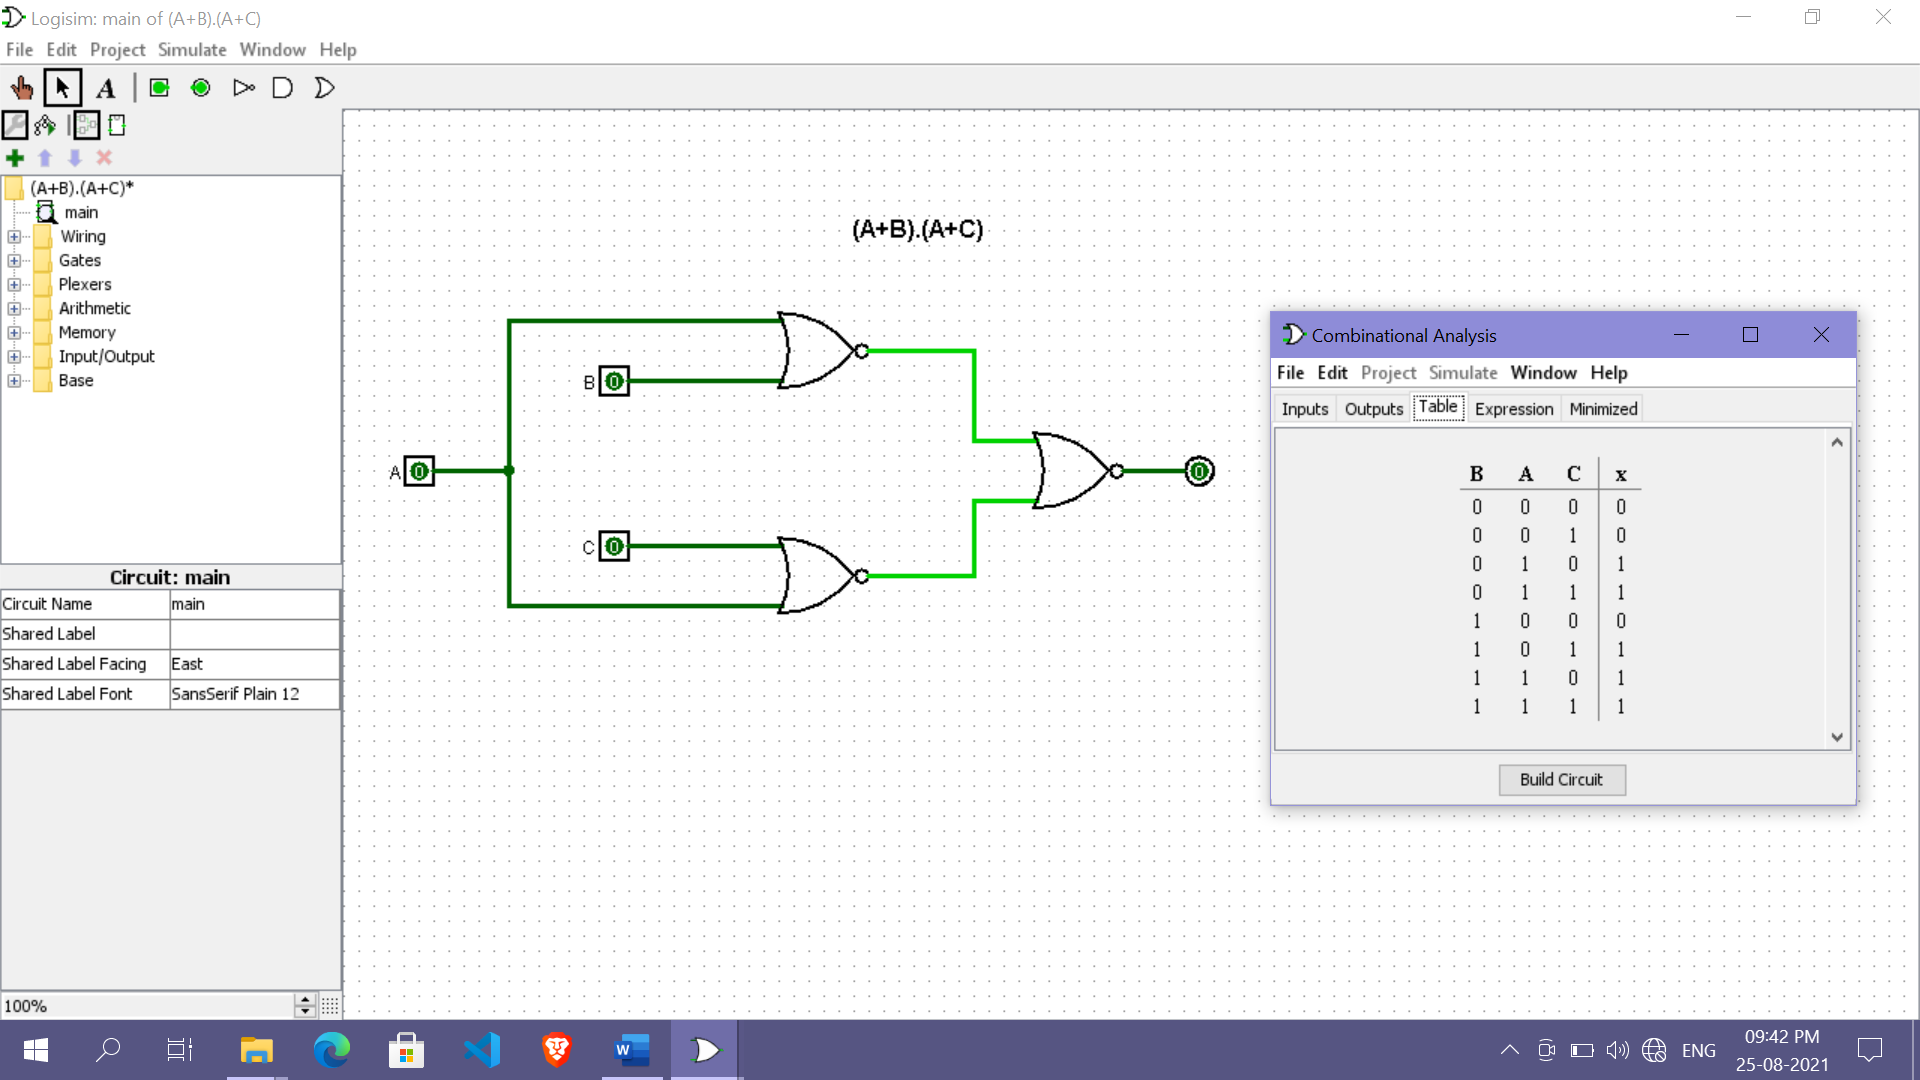 Logisim: main of (A+B).(A+C)
File Edit Project Simulate Window Help
A
(A+B).(A+C)*
main
Wiring
Gates
Plexers
Arithmetic
Memory
Input/Output
Base
Circuit: main
Circuit Name main
Shared Label
Shared Label Facing East
Shared Label Font SansSerif Plain 12
100%
(A+B).(A+C)
B 0
A 0
0
C 0
Combinational Analysis
File Edit Project Simulate Window Help
Inputs Outputs Table Expression Minimized
B A C x
0 0 0 0
0 0 1 0
0 1 0 1
0 1 1 1
1 0 0 0
1 0 1 1
1 1 0 1
1 1 1 1
Build Circuit
W
ENG
09:42 PM
25-08-2021